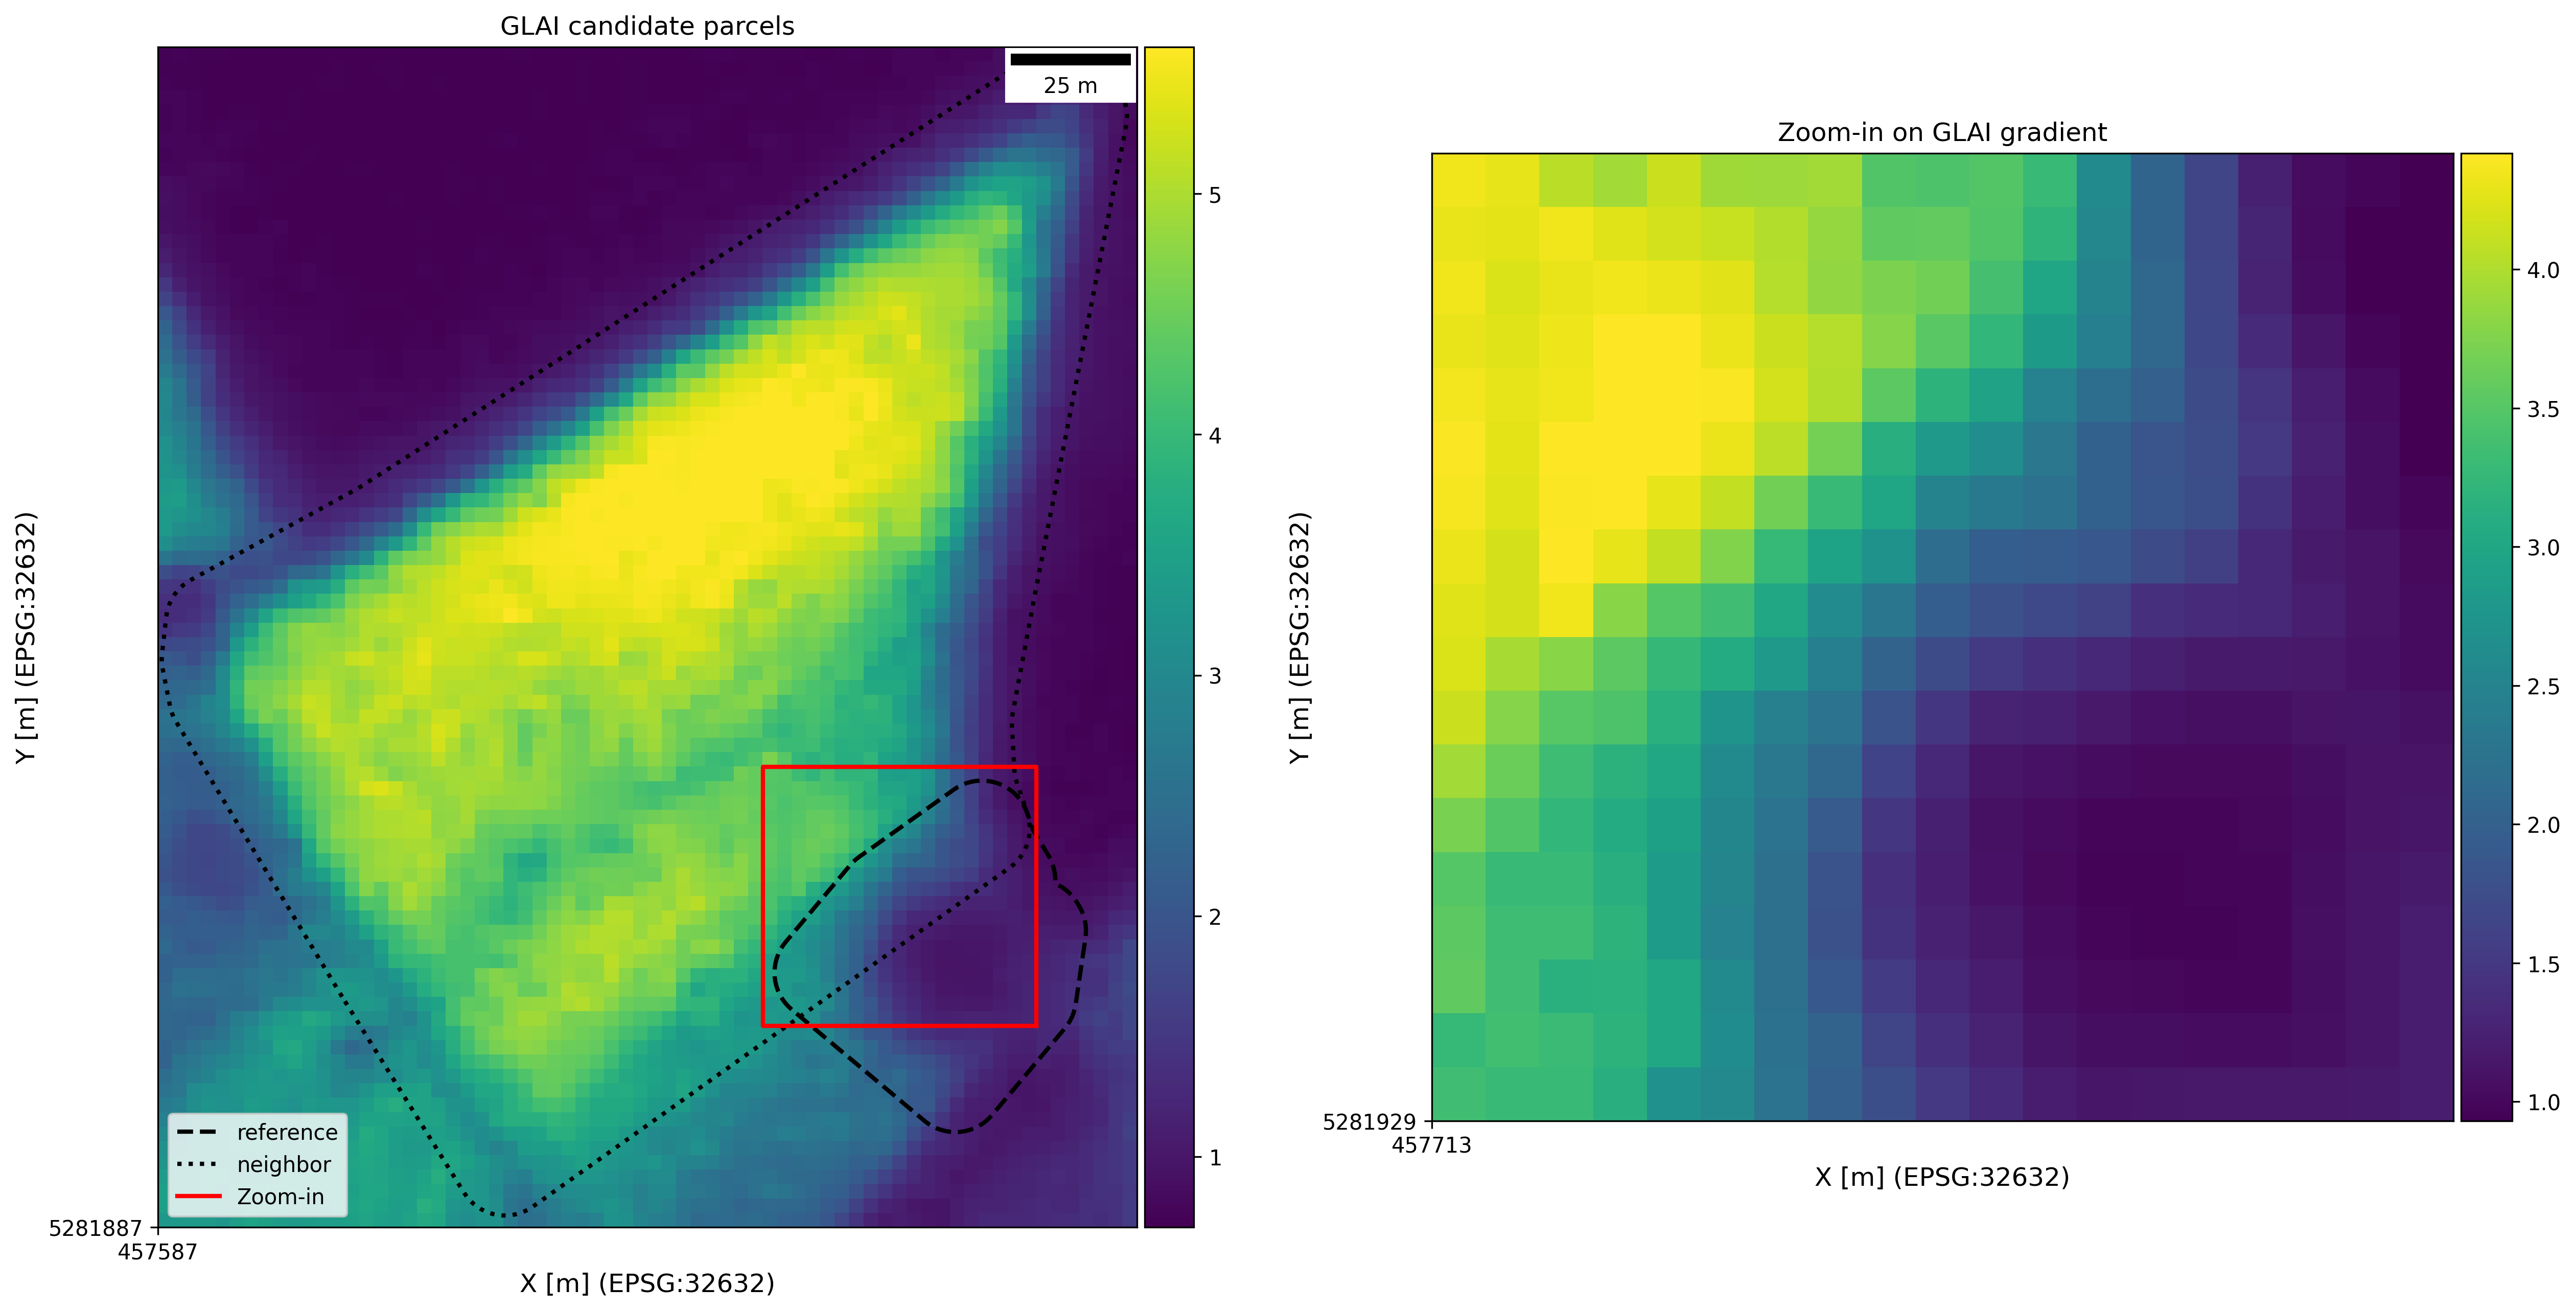 GLAI candidate parcels
25 m
5
4
3
2
1
Y [m] (EPSG:32632)
reference
neighbor
Zoom-in
5281887
457587
X [m] (EPSG:32632)
Zoom-in on GLAI gradient
4.0
3.5
3.0
2.5
2.0
1.5
1.0
Y [m] (EPSG:32632)
5281929
457713
X [m] (EPSG:32632)